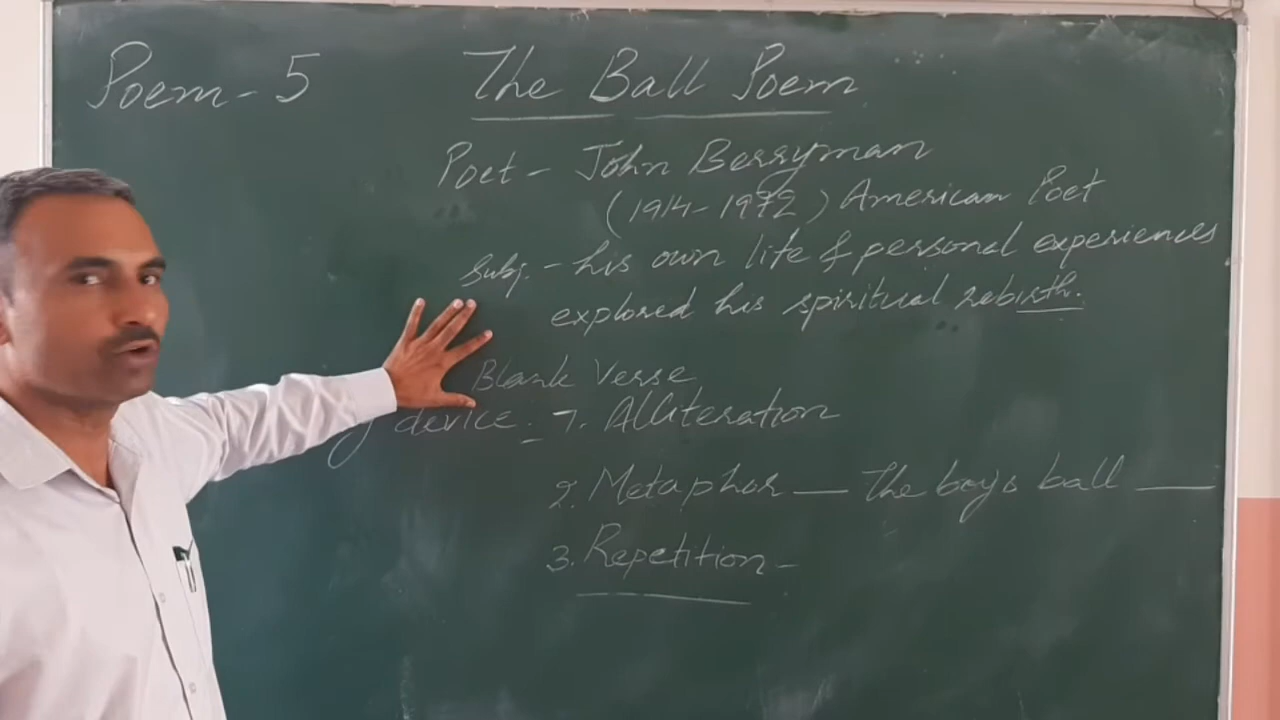 Poem - 5
The Ball Poem
Poet - John Berryman
(1914-1972) American Poet
Subj. - his own life & personal experiences
explored his spiritual rebirth.
Blank Verse
device : 1. Alliteration
2. Metaphor — The boy's ball —
3. Repetition -